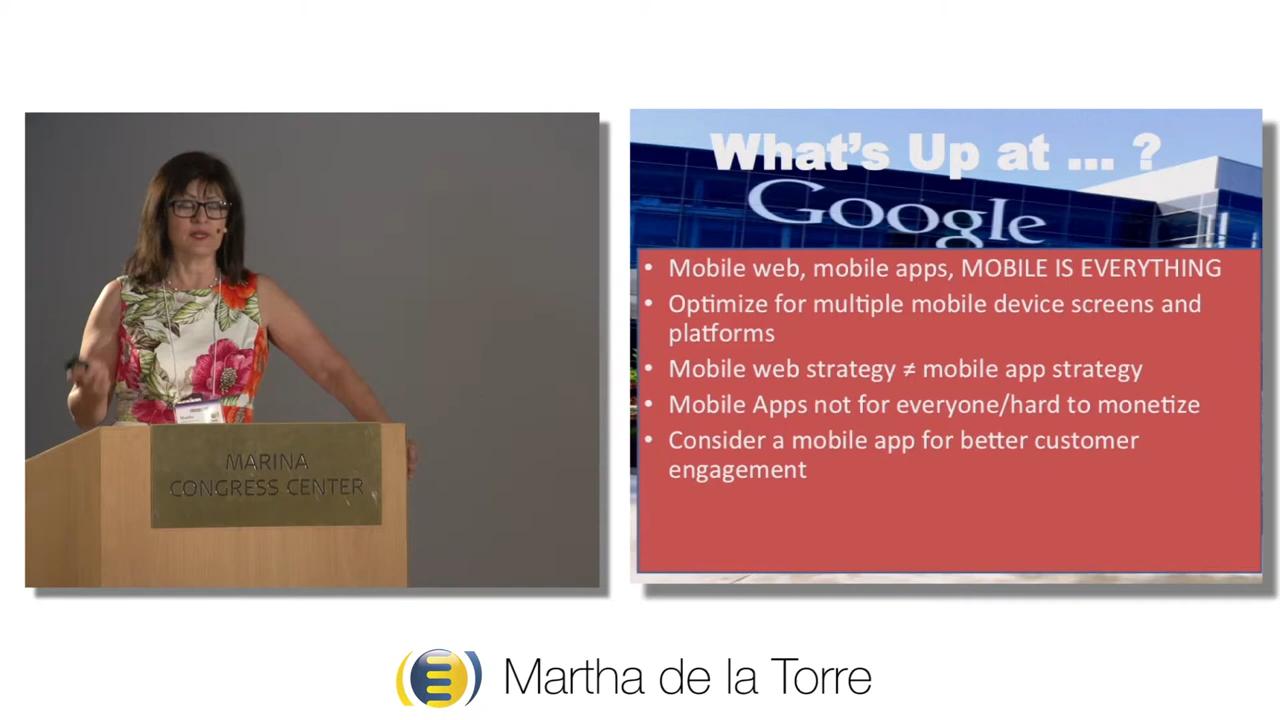 What's Up at ... ?
Google
• Mobile web, mobile apps, MOBILE IS EVERYTHING
• Optimize for multiple mobile device screens and
platforms
• Mobile web strategy ≠ mobile app strategy
• Mobile Apps not for everyone/hard to monetize
• Consider a mobile app for better customer
engagement
MARINA
CONGRESS CENTER
Martha de la Torre